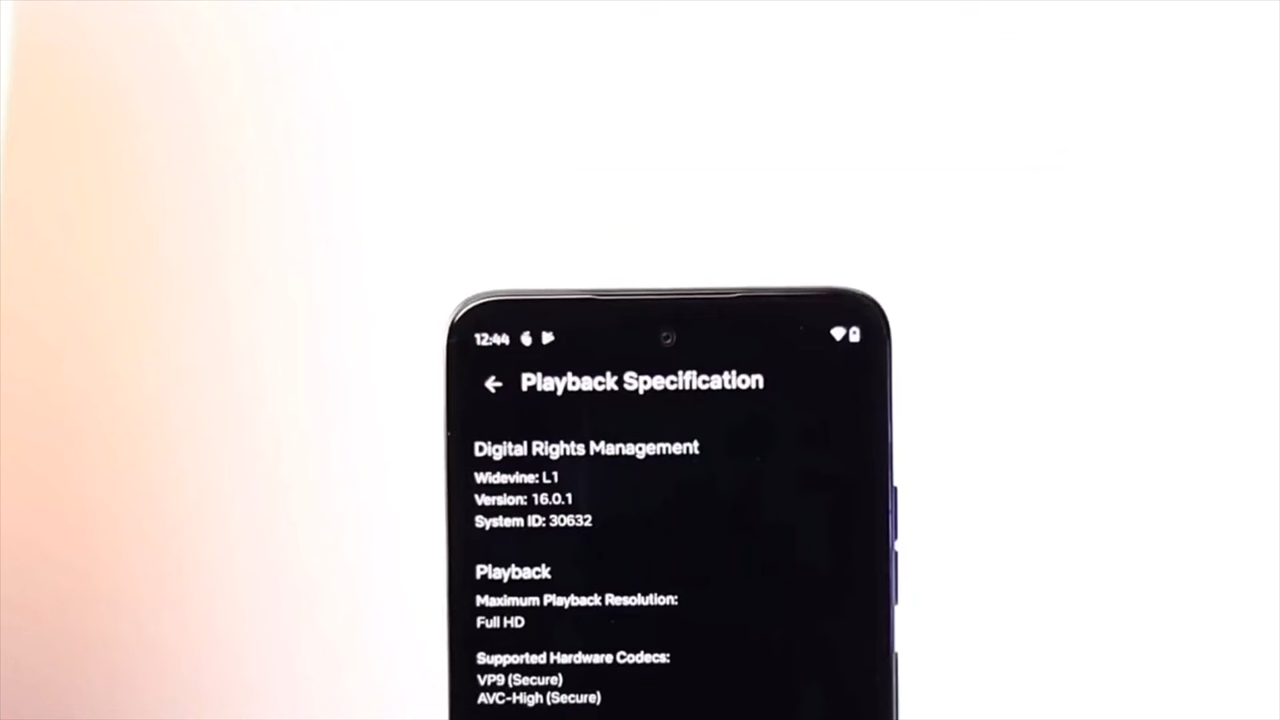 12:44
Playback Specification
Digital Rights Management
Widevine: L1
Version: 16.0.1
System ID: 30632
Playback
Maximum Playback Resolution:
Full HD
Supported Hardware Codecs:
VP9 (Secure)
AVC-High (Secure)